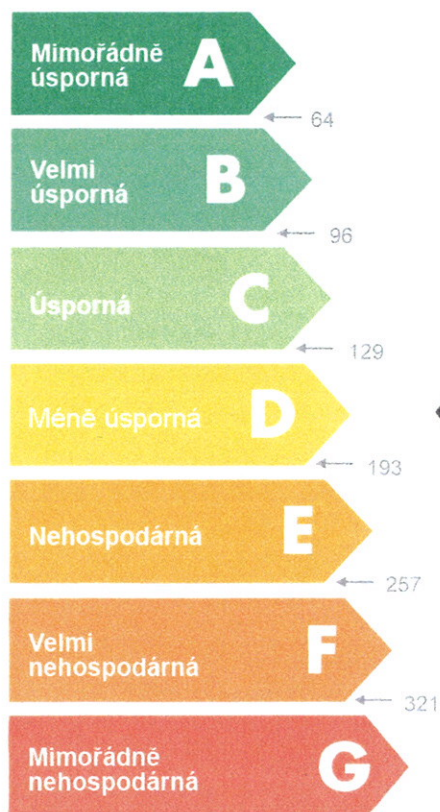 Mimořádně
úsporná
A
64
Velmi
úsporná
B
96
Úsporná
C
129
Méně úsporná
D
193
Nehospodárná
E
257
Velmi
nehospodárná
F
321
Mimořádně
nehospodárná
G